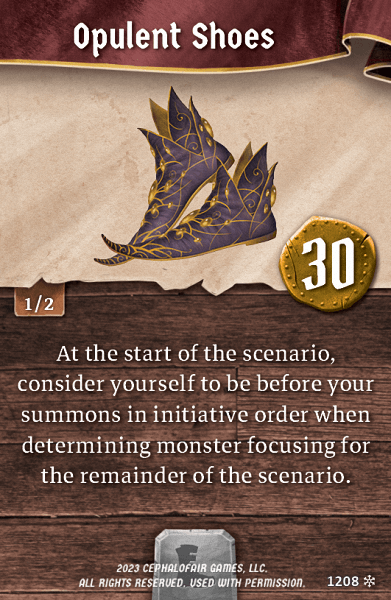 Opulent Shoes
30
1/2
At the start of the scenario,
consider yourself to be before your
summons in initiative order when
determining monster focusing for
the remainder of the scenario.
2023 CEPHALOFAIR GAMES, LLC.
ALL RIGHTS RESERVED. USED WITH PERMISSION.
1208